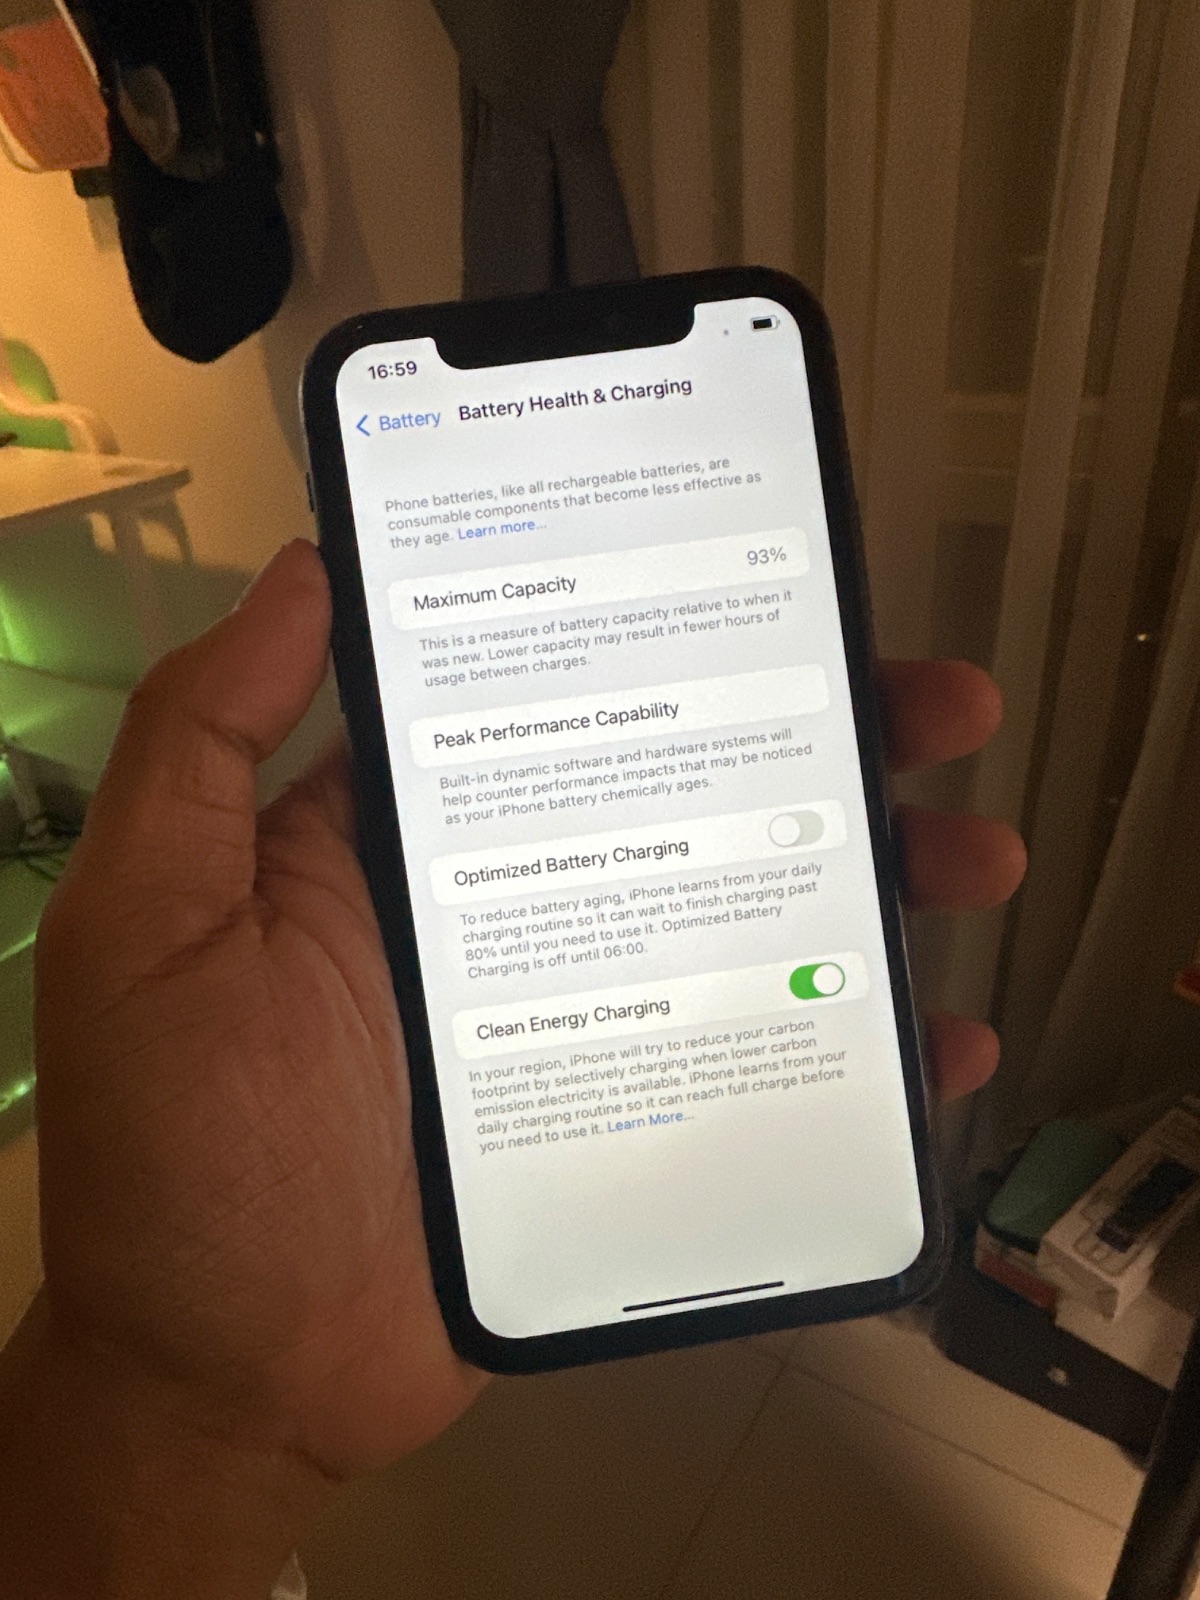 16:59
Battery
Battery Health & Charging
Phone batteries, like all rechargeable batteries, are
consumable components that become less effective as
they age. Learn more...
Maximum Capacity
93%
This is a measure of battery capacity relative to when it
was new. Lower capacity may result in fewer hours of
usage between charges.
Peak Performance Capability
Built-in dynamic software and hardware systems will
help counter performance impacts that may be noticed
as your iPhone battery chemically ages.
Optimized Battery Charging
To reduce battery aging, iPhone learns from your daily
charging routine so it can wait to finish charging past
80% until you need to use it. Optimized Battery
Charging is off until 06:00.
Clean Energy Charging
In your region, iPhone will try to reduce your carbon
footprint by selectively charging when lower carbon
emission electricity is available. iPhone learns from your
daily charging routine so it can reach full charge before
you need to use it. Learn More...